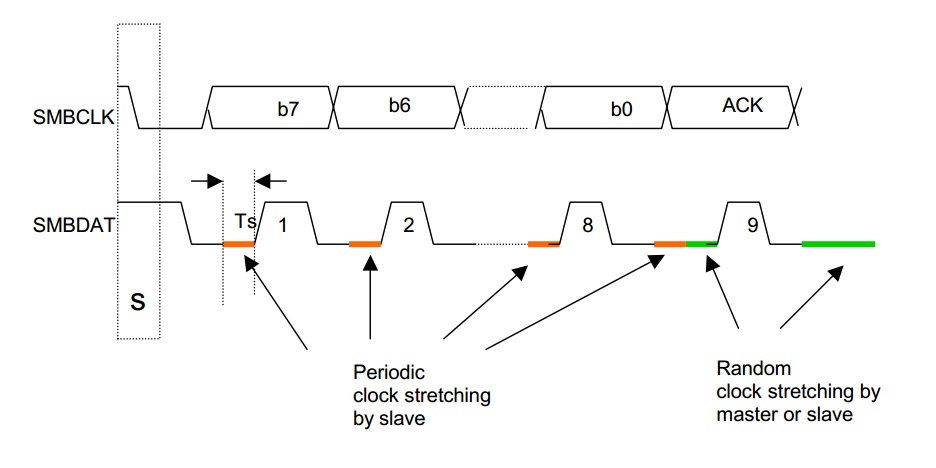 SMBCLK
b7
b6
b0
ACK
SMBDAT
Ts
1
2
8
9
S
Periodic
clock stretching
by slave
Random
clock stretching by
master or slave